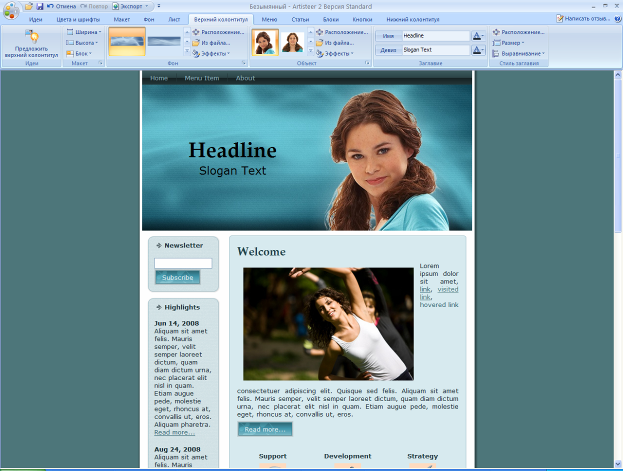 Отмена Повтор Экспорт
Безымянный - Artisteer 2 Версия Standard
Идеи Цвета и шрифты Макет Фон Лист Верхний колонтитул Меню Статьи Блоки Кнопки Нижний колонтитул
Написать отзыв...
Предложить верхний колонтитул
Идеи
Ширина
Высота
Блок
Макет
Расположение...
Из файла...
Эффекты
Фон
Расположение...
Из файла...
Эффекты
Объект
Имя Headline
Девиз Slogan Text
Заглавие
Расположение...
Размер
Выравнивание
Стиль заглавия
Home Menu Item About
Headline
Slogan Text
Newsletter
Subscribe
Highlights
Jun 14, 2008
Aliquam sit amet
felis. Mauris
semper, velit
semper laoreet
dictum, quam
diam dictum urna,
nec placerat elit
nisl in quam.
Etiam augue
pede, molestie
eget, rhoncus at,
convallis ut, eros.
Aliquam pharetra.
Read more...
Aug 24, 2008
Aliquam sit amet
felis. Mauris
Welcome
Lorem
ipsum dolor
sit amet,
link, visited
link,
hovered link
consectetuer adipiscing elit. Quisque sed felis. Aliquam sit amet
felis. Mauris semper, velit semper laoreet dictum, quam diam dictum
urna, nec placerat elit nisl in quam. Etiam augue pede, molestie
eget, rhoncus at, convallis ut, eros.
Read more...
Support Development Strategy